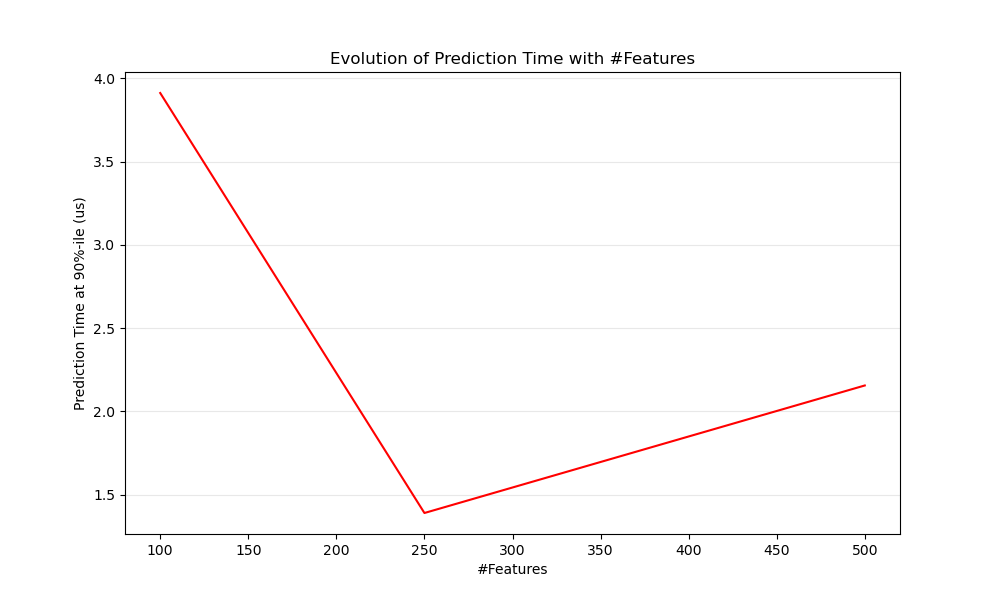 Evolution of Prediction Time with #Features
Prediction Time at 90%-ile (us)
4.0
3.5
3.0
2.5
2.0
1.5
100 150 200 250 300 350 400 450 500
#Features